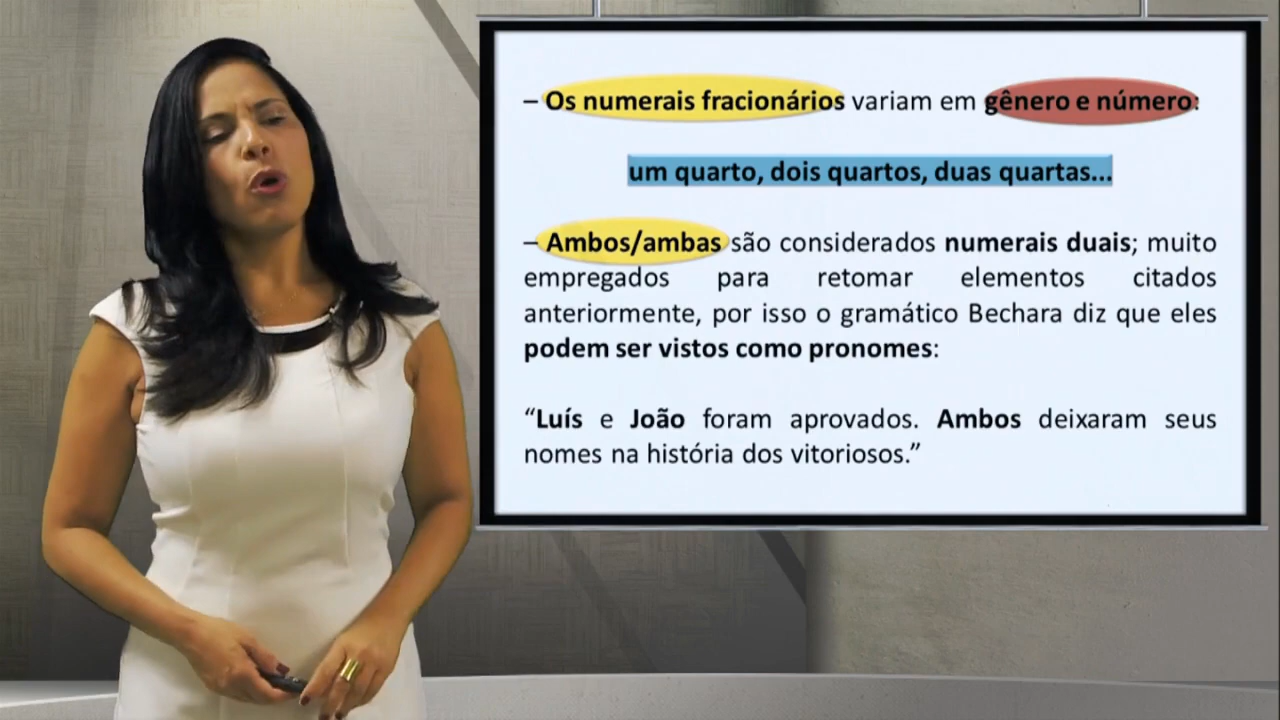 – Os numerais fracionários variam em gênero e número:
um quarto, dois quartos, duas quartas...
– Ambos/ambas são considerados numerais duais; muito
empregados para retomar elementos citados
anteriormente, por isso o gramático Bechara diz que eles
podem ser vistos como pronomes:
“Luís e João foram aprovados. Ambos deixaram seus
nomes na história dos vitoriosos.”